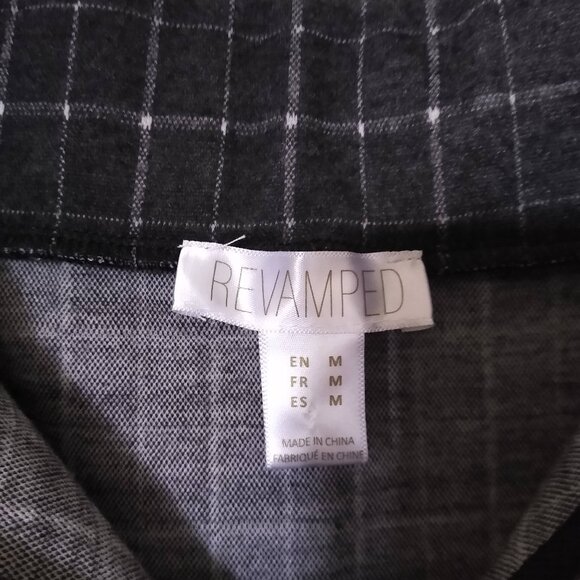 REVAMPED
EN M
FR M
ES M
MADE IN CHINA
FABRIQUÉ EN CHINE